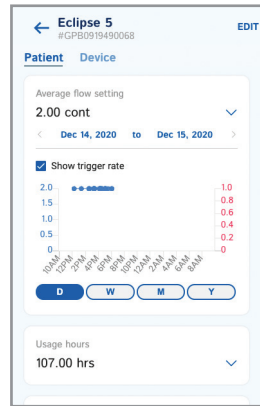 ← Eclipse 5
EDIT
#GPB0919490068
Patient Device
Average flow setting
2.00 cont
< Dec 14, 2020 to Dec 15, 2020 >
Show trigger rate
2.0 1.0
1.5 0.8
0.6
1.0 0.4
0.5 0.2
0 0
10AM 12PM 2PM 4PM 6PM 8PM 10PM 12AM 2AM 4AM 6AM 8AM
D W M Y
Usage hours
107.00 hrs